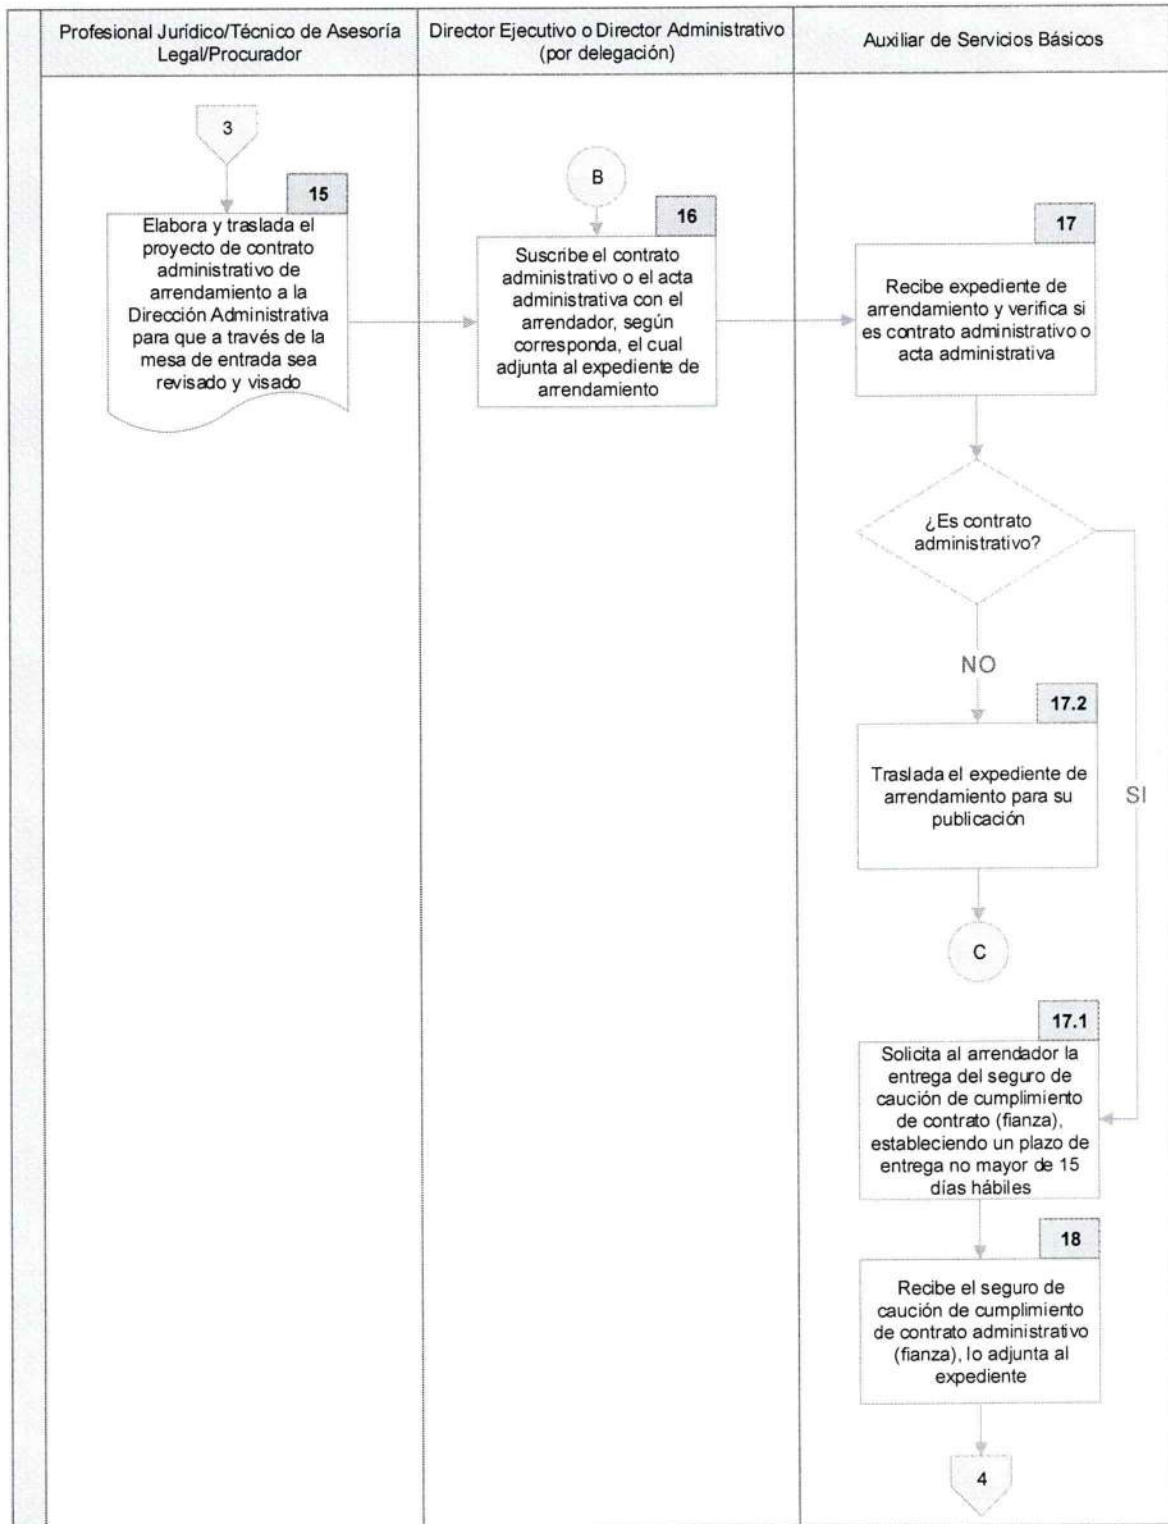 Profesional Jurídico/Técnico de Asesoría
Legal/Procurador
Director Ejecutivo o Director Administrativo
(por delegación)
Auxiliar de Servicios Básicos
3
15
Elabora y traslada el
proyecto de contrato
administrativo de
arrendamiento a la
Dirección Administrativa
para que a través de la
mesa de entrada sea
revisado y visado
B
16
Suscribe el contrato
administrativo o el acta
administrativa con el
arrendador, según
corresponda, el cual
adjunta al expediente de
arrendamiento
17
Recibe expediente de
arrendamiento y verifica si
es contrato administrativo o
acta administrativa
¿Es contrato
administrativo?
NO
SI
17.2
Traslada el expediente de
arrendamiento para su
publicación
C
17.1
Solicita al arrendador la
entrega del seguro de
caución de cumplimiento
de contrato (fianza),
estableciendo un plazo de
entrega no mayor de 15
días hábiles
18
Recibe el seguro de
caución de cumplimiento
de contrato administrativo
(fianza), lo adjunta al
expediente
4